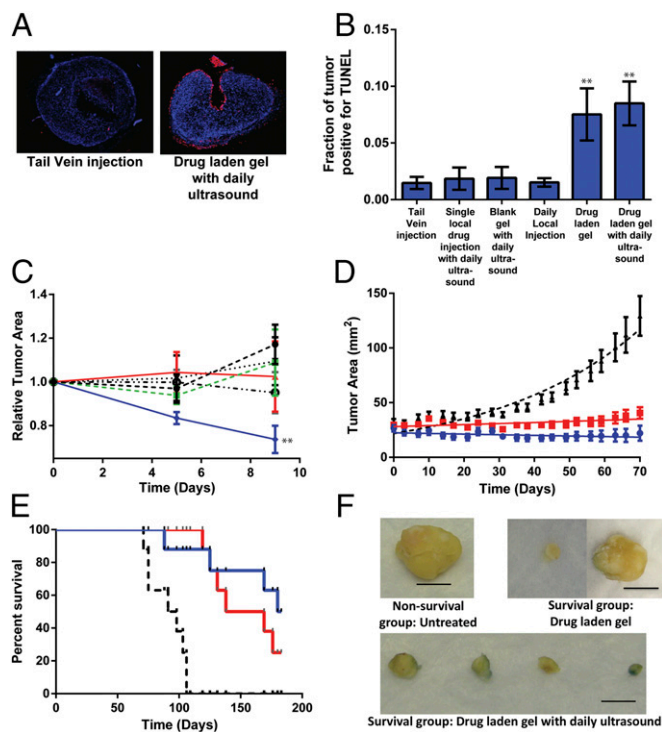 A
Tail Vein injection
Drug laden gel
with daily
ultrasound
B
Fraction of tumor
positive for TUNEL
0.15
0.10
0.05
0.00
** **
Tail
Vein
injection
Single
local
drug
injection
with daily
ultra-
sound
Blank
gel with
daily
ultra-
sound
Daily
Local
Injection
Drug
laden
gel
Drug
laden gel
with daily
ultra-
sound
C
Relative Tumor Area
1.4
1.2
1.0
0.8
**
0 2 4 6 8 10
Time (Days)
D
Tumor Area (mm2)
150
100
50
0
0 10 20 30 40 50 60 70
Time (Days)
E
Percent survival
100
80
60
40
20
0
0 50 100 150 200
Time (Days)
F
Non-survival
group: Untreated
Survival group:
Drug laden gel
Survival group: Drug laden gel with daily ultrasound